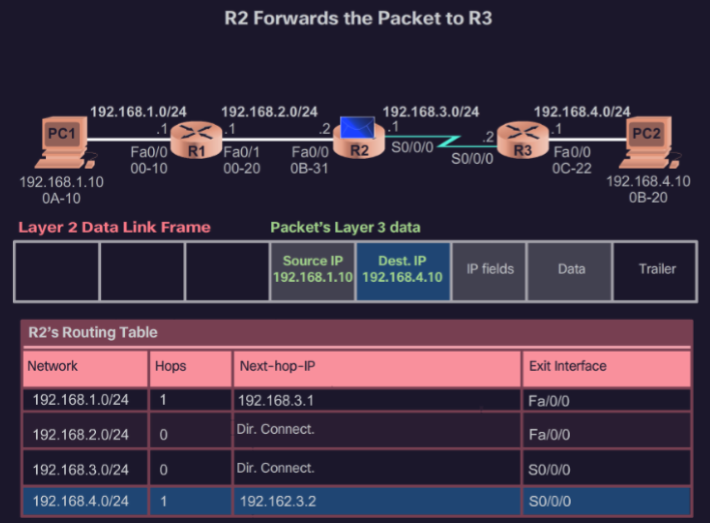 R2 Forwards the Packet to R3
192.168.1.0/24 192.168.2.0/24 192.168.3.0/24 192.168.4.0/24
PC1 .1 R1 .1 .2 R2 .1 .2 R3 .1 PC2
Fa0/0 Fa0/1 Fa0/0 S0/0/0 S0/0/0 Fa0/0
00-10 00-20 0B-31 0C-22
192.168.1.10 192.168.4.10
0A-10 0B-20
Layer 2 Data Link Frame Packet's Layer 3 data
Source IP Dest. IP IP fields Data Trailer
192.168.1.10 192.168.4.10
R2's Routing Table
Network Hops Next-hop-IP Exit Interface
192.168.1.0/24 1 192.168.3.1 Fa/0/0
192.168.2.0/24 0 Dir. Connect. Fa/0/0
192.168.3.0/24 0 Dir. Connect. S0/0/0
192.168.4.0/24 1 192.162.3.2 S0/0/0